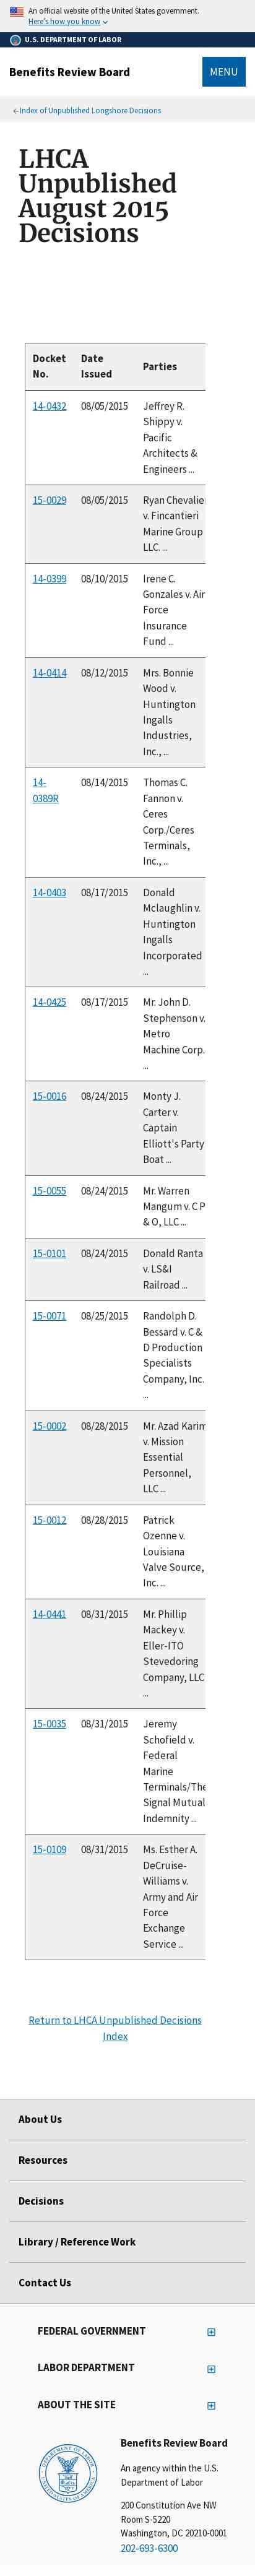 An official website of the United States government.
Here's how you know
U.S. DEPARTMENT OF LABOR
Benefits Review Board
MENU
Index of Unpublished Longshore Decisions
LHCA
Unpublished
August 2015
Decisions
Docket
No.
Date
Issued
Parties
14-0432
08/05/2015
Jeffrey R.
Shippy v.
Pacific
Architects &
Engineers ...
15-0029
08/05/2015
Ryan Chevalier
v. Fincantieri
Marine Group
LLC. ...
14-0399
08/10/2015
Irene C.
Gonzales v. Air
Force
Insurance
Fund ...
14-0414
08/12/2015
Mrs. Bonnie
Wood v.
Huntington
Ingalls
Industries,
Inc., ...
14-
0389R
08/14/2015
Thomas C.
Fannon v.
Ceres
Corp./Ceres
Terminals,
Inc., ...
14-0403
08/17/2015
Donald
Mclaughlin v.
Huntington
Ingalls
Incorporated
...
14-0425
08/17/2015
Mr. John D.
Stephenson v.
Metro
Machine Corp.
...
15-0016
08/24/2015
Monty J.
Carter v.
Captain
Elliott's Party
Boat ...
15-0055
08/24/2015
Mr. Warren
Mangum v. C P
& O, LLC ...
15-0101
08/24/2015
Donald Ranta
v. LS&I
Railroad ...
15-0071
08/25/2015
Randolph D.
Bessard v. C &
D Production
Specialists
Company, Inc.
...
15-0002
08/28/2015
Mr. Azad Karim
v. Mission
Essential
Personnel,
LLC ...
15-0012
08/28/2015
Patrick
Ozenne v.
Louisiana
Valve Source,
Inc. ...
14-0441
08/31/2015
Mr. Phillip
Mackey v.
Eller-ITO
Stevedoring
Company, LLC
...
15-0035
08/31/2015
Jeremy
Schofield v.
Federal
Marine
Terminals/The
Signal Mutual
Indemnity ...
15-0109
08/31/2015
Ms. Esther A.
DeCruise-
Williams v.
Army and Air
Force
Exchange
Service ...
Return to LHCA Unpublished Decisions
Index
About Us
Resources
Decisions
Library / Reference Work
Contact Us
FEDERAL GOVERNMENT
LABOR DEPARTMENT
ABOUT THE SITE
Benefits Review Board
An agency within the U.S.
Department of Labor
200 Constitution Ave NW
Room S-5220
Washington, DC 20210-0001
202-693-6300